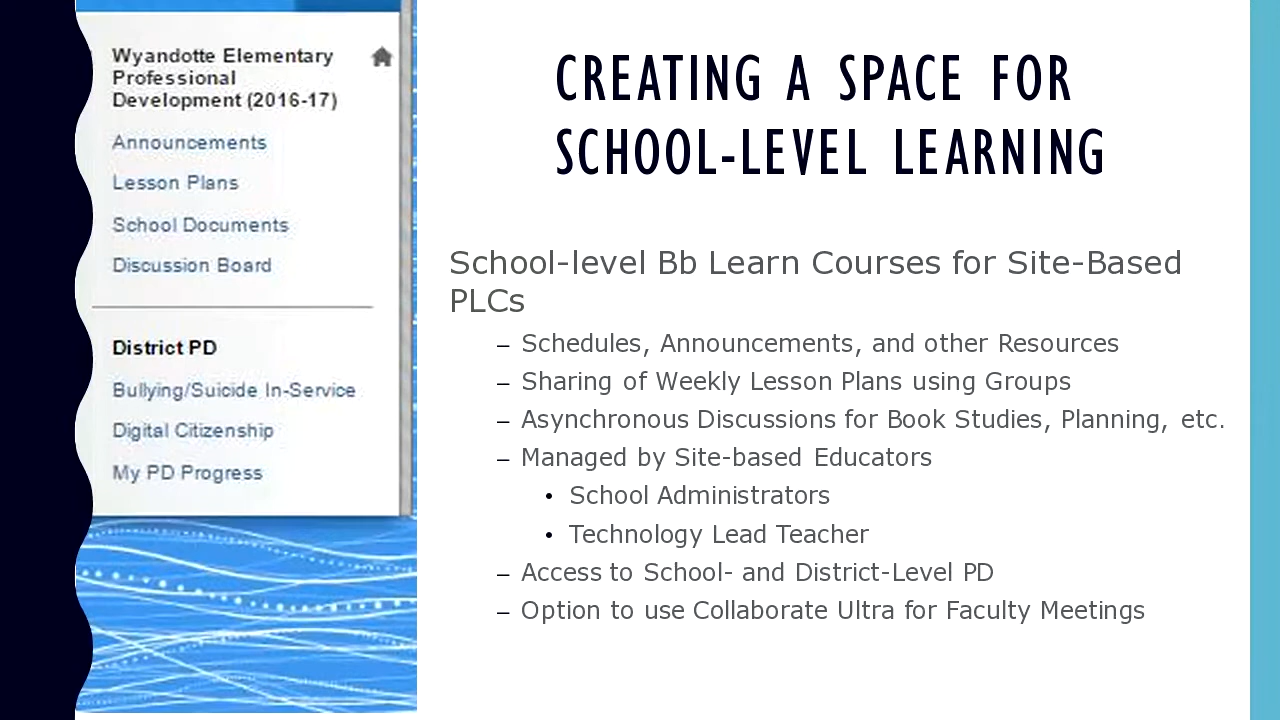 Wyandotte Elementary
Professional
Development (2016-17)
Announcements
Lesson Plans
School Documents
Discussion Board
District PD
Bullying/Suicide In-Service
Digital Citizenship
My PD Progress
CREATING A SPACE FOR
SCHOOL-LEVEL LEARNING
School-level Bb Learn Courses for Site-Based
PLCs
– Schedules, Announcements, and other Resources
– Sharing of Weekly Lesson Plans using Groups
– Asynchronous Discussions for Book Studies, Planning, etc.
– Managed by Site-based Educators
• School Administrators
• Technology Lead Teacher
– Access to School- and District-Level PD
– Option to use Collaborate Ultra for Faculty Meetings